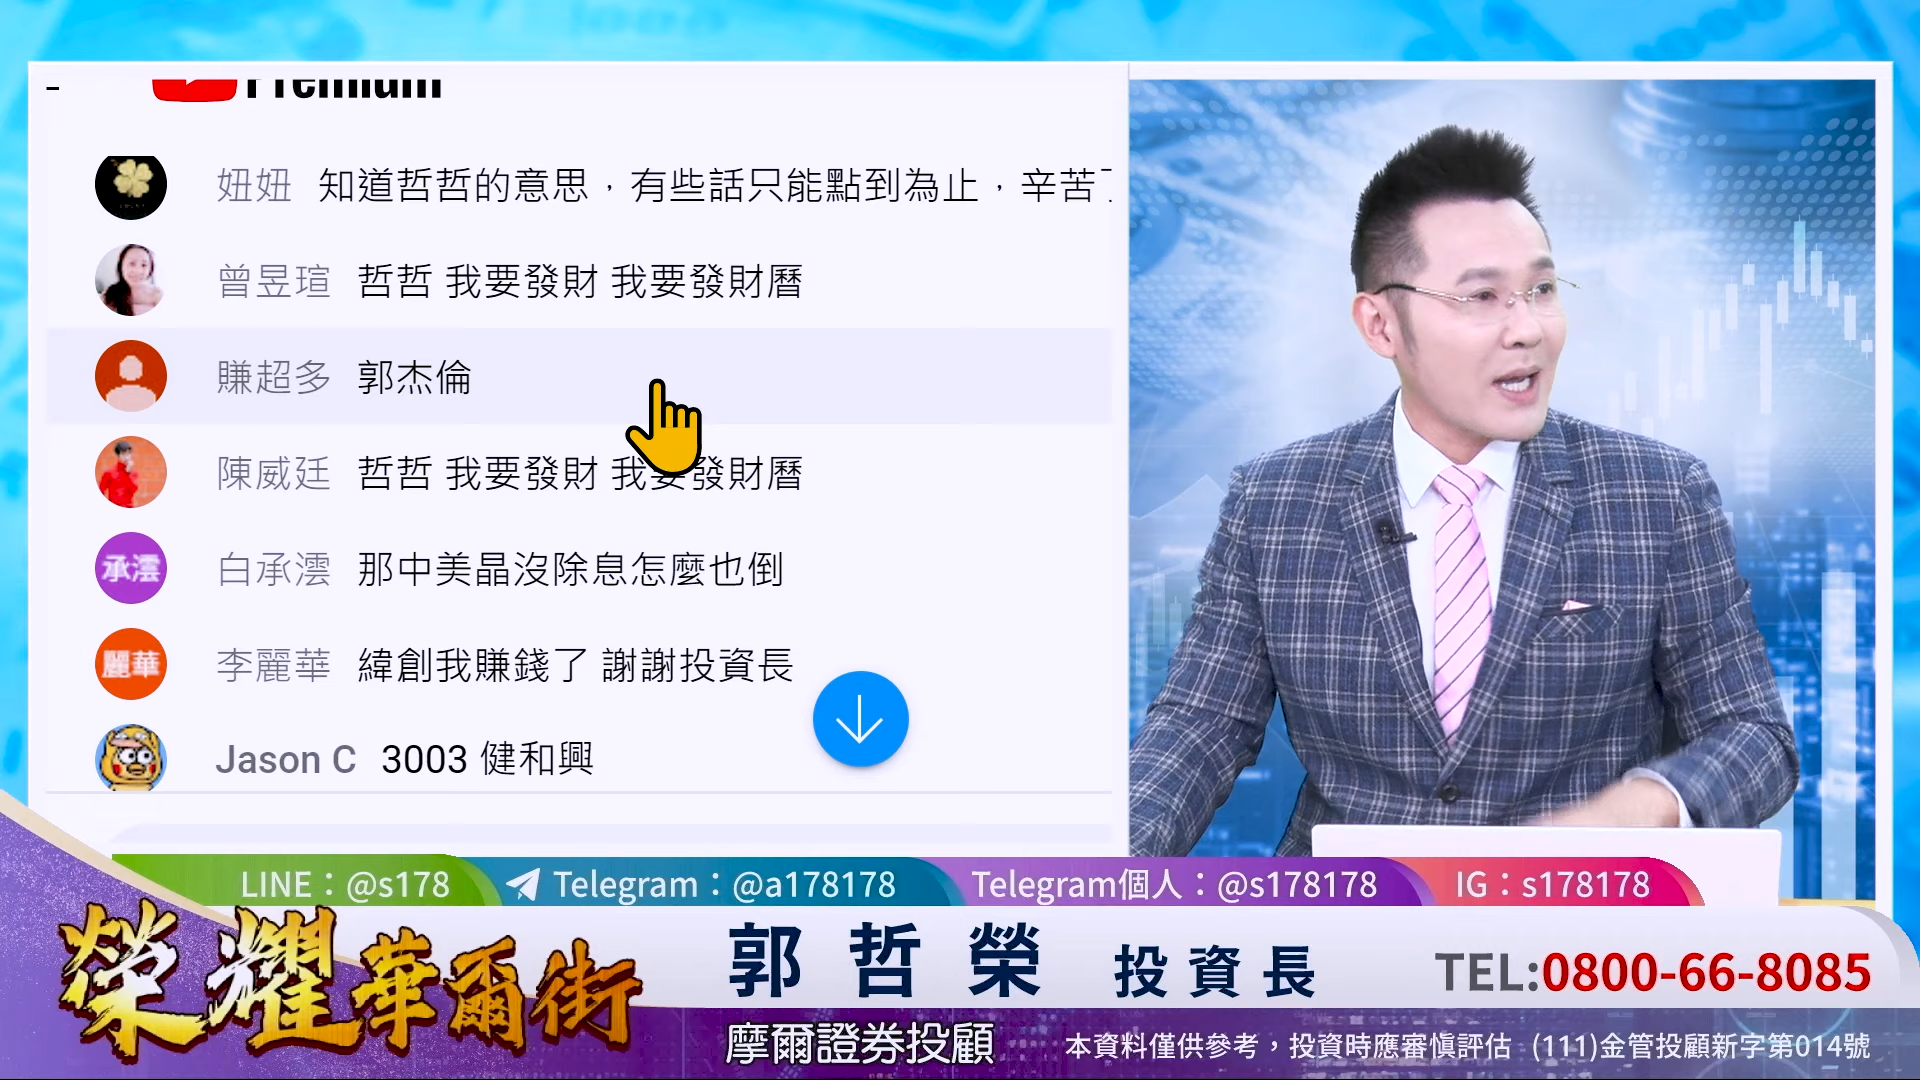 Premium
妞妞 知道哲哲的意思，有些話只能點到為止，辛苦了
曾昱瑄 哲哲 我要發財 我要發財曆
賺超多 郭杰倫
陳威廷 哲哲 我要發財 我要發財曆
承澐 白承澐 那中美晶沒除息怎麼也倒
麗華 李麗華 緯創我賺錢了 謝謝投資長
Jason C 3003 健和興
LINE：@s178 Telegram：@a178178 Telegram個人：@s178178 IG：s178178
榮耀華爾街
郭哲榮 投資長 TEL:0800-66-8085
摩爾證券投顧 本資料僅供參考，投資時應審慎評估 (111)金管投顧新字第014號